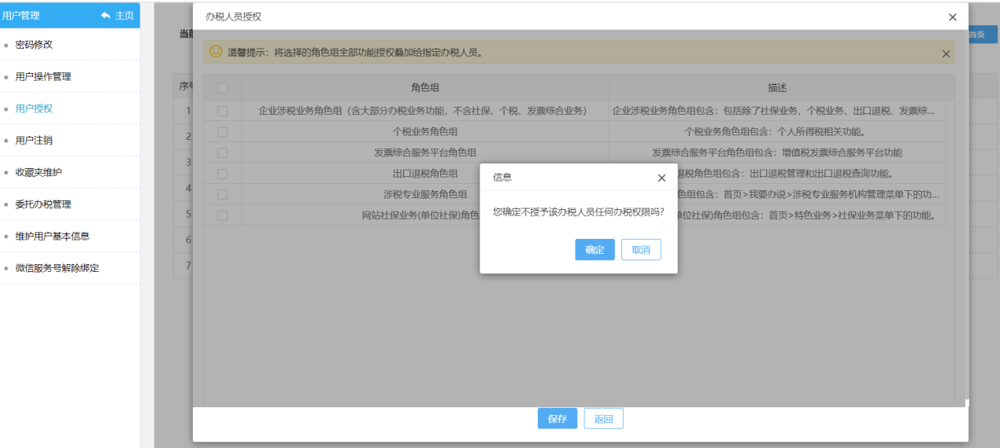 用户管理
主页
密码修改
用户操作管理
用户授权
用户注销
收藏夹维护
委托办税管理
维护用户基本信息
微信服务号解除绑定
办税人员授权
首页
温馨提示：将选择的角色组全部功能授权叠加给指定办税人员。
序号
角色组 描述
1 企业涉税业务角色组（含大部分办税业务功能，不含社保、个税、发票综合业务） 企业涉税业务角色组包含：包括除了社保业务、个税业务、出口退税、发票综...
2 个税业务角色组 个税业务角色组包含：个人所得税相关功能。
3 发票综合服务平台角色组 发票综合服务平台角色组包含：增值税发票综合服务平台功能
4 出口退税角色组 退税角色组包含：出口退税管理和出口退税查询功能。
5 涉税专业服务角色组 色组包含：首页>我要办说>涉税专业服务机构管理菜单下的功...
6 网站社保业务(单位社保)角色 单位社保)角色组包含：首页>特色业务>社保业务菜单下的功能。
7
信息
您确定不授予该办税人员任何办税权限吗?
确定 取消
保存 返回